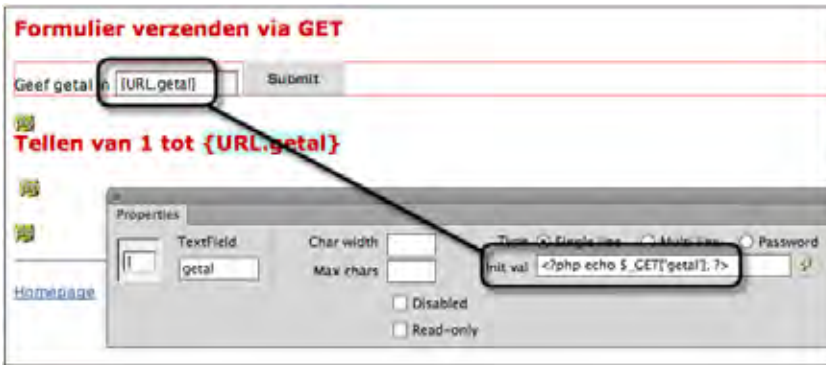 Formulier verzenden via GET
Geef getal in {URL.getal} Submit
Tellen van 1 tot {URL.getal}
Properties
TextField Char width Type Single line Multi line Password
getal Max chars Init val <?php echo $_GET['getal']; ?>
Disabled
Homepage
Read-only